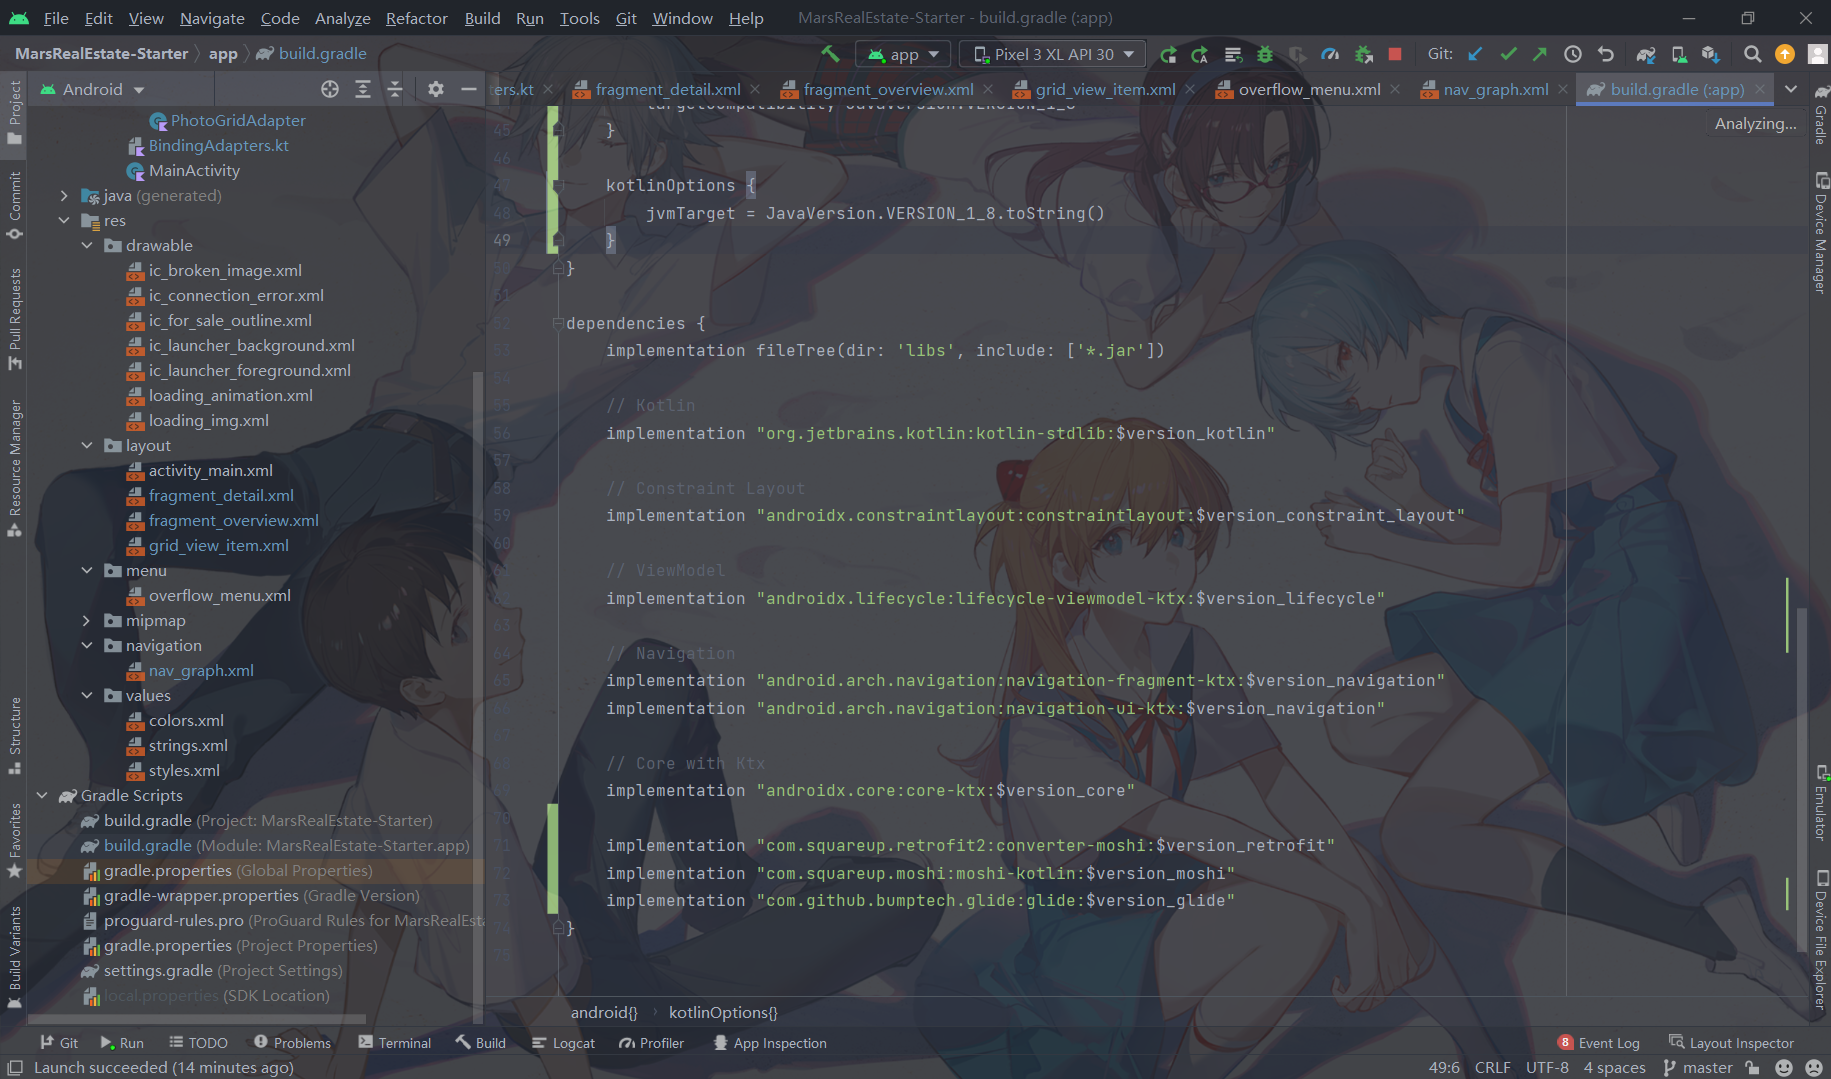 File Edit View Navigate Code Analyze Refactor Build Run Tools Git Window Help MarsRealEstate-Starter - build.gradle (:app)
MarsRealEstate-Starter app build.gradle app Pixel 3 XL API 30 Git:
Android
ters.kt fragment_detail.xml fragment_overview.xml grid_view_item.xml overflow_menu.xml nav_graph.xml build.gradle (:app)
Analyzing...
Project
Commit
Pull Requests
Resource Manager
Structure
Favorites
Build Variants
PhotoGridAdapter
BindingAdapters.kt
MainActivity
java (generated)
res
drawable
ic_broken_image.xml
ic_connection_error.xml
ic_for_sale_outline.xml
ic_launcher_background.xml
ic_launcher_foreground.xml
loading_animation.xml
loading_img.xml
layout
activity_main.xml
fragment_detail.xml
fragment_overview.xml
grid_view_item.xml
menu
overflow_menu.xml
mipmap
navigation
nav_graph.xml
values
colors.xml
strings.xml
styles.xml
Gradle Scripts
build.gradle (Project: MarsRealEstate-Starter)
build.gradle (Module: MarsRealEstate-Starter.app)
gradle.properties (Global Properties)
gradle-wrapper.properties (Gradle Version)
proguard-rules.pro (ProGuard Rules for MarsRealEsta
gradle.properties (Project Properties)
settings.gradle (Project Settings)
local.properties (SDK Location)
targetCompatibility JavaVersion.VERSION_1_8
45 }
46
47 kotlinOptions {
48 jvmTarget = JavaVersion.VERSION_1_8.toString()
49 }
50 }
51
52 dependencies {
53 implementation fileTree(dir: 'libs', include: ['*.jar'])
54
55 // Kotlin
56 implementation "org.jetbrains.kotlin:kotlin-stdlib:$version_kotlin"
57
58 // Constraint Layout
59 implementation "androidx.constraintlayout:constraintlayout:$version_constraint_layout"
60
61 // ViewModel
62 implementation "androidx.lifecycle:lifecycle-viewmodel-ktx:$version_lifecycle"
63
64 // Navigation
65 implementation "android.arch.navigation:navigation-fragment-ktx:$version_navigation"
66 implementation "android.arch.navigation:navigation-ui-ktx:$version_navigation"
67
68 // Core with Ktx
69 implementation "androidx.core:core-ktx:$version_core"
70
71 implementation "com.squareup.retrofit2:converter-moshi:$version_retrofit"
72 implementation "com.squareup.moshi:moshi-kotlin:$version_moshi"
73 implementation "com.github.bumptech.glide:glide:$version_glide"
74 }
75
android{} kotlinOptions{}
Gradle
Device Manager
Emulator
Device File Explorer
Git Run TODO Problems Terminal Build Logcat Profiler App Inspection 8 Event Log Layout Inspector
Launch succeeded (14 minutes ago) 49:6 CRLF UTF-8 4 spaces master